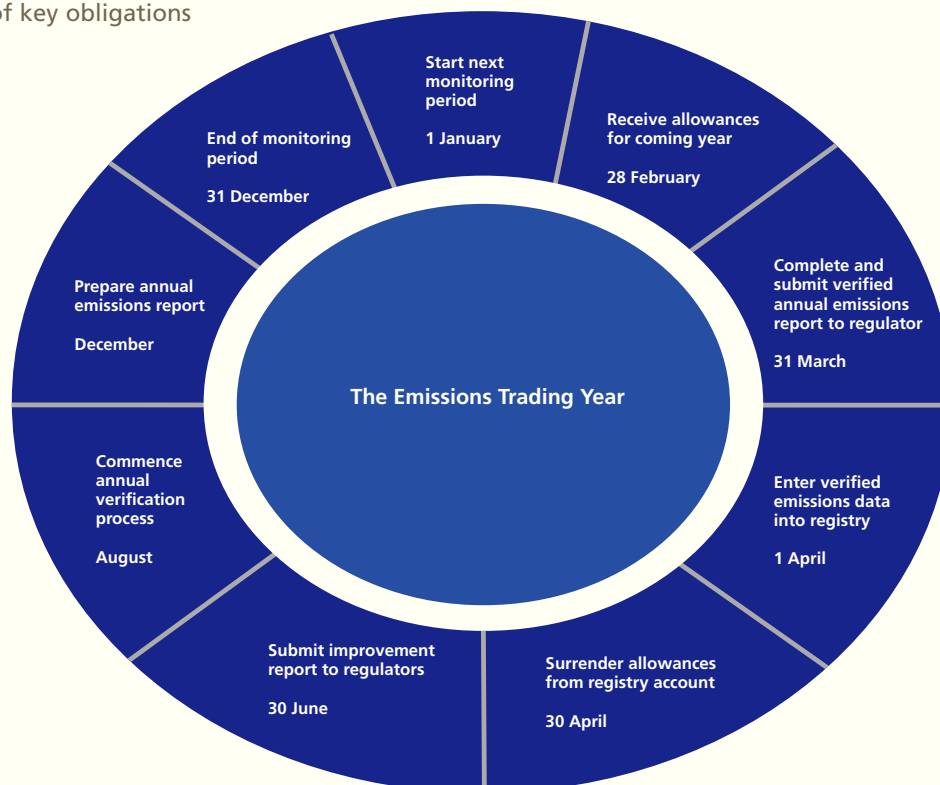 of key obligations
Start next
monitoring
period
1 January
Receive allowances
for coming year
28 February
Complete and
submit verified
annual emissions
report to regulator
31 March
Enter verified
emissions data
into registry
1 April
Surrender allowances
from registry account
30 April
Submit improvement
report to regulators
30 June
Commence
annual
verification
process
August
Prepare annual
emissions report
December
End of monitoring
period
31 December
The Emissions Trading Year